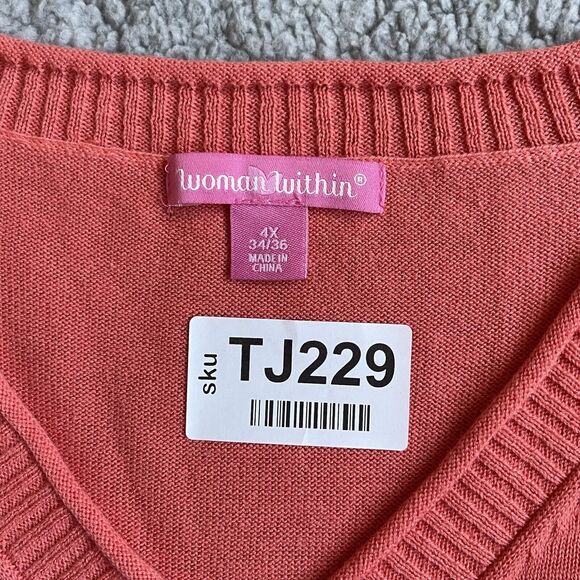 woman within®
4X
34/36
MADE IN
CHINA
sku TJ229